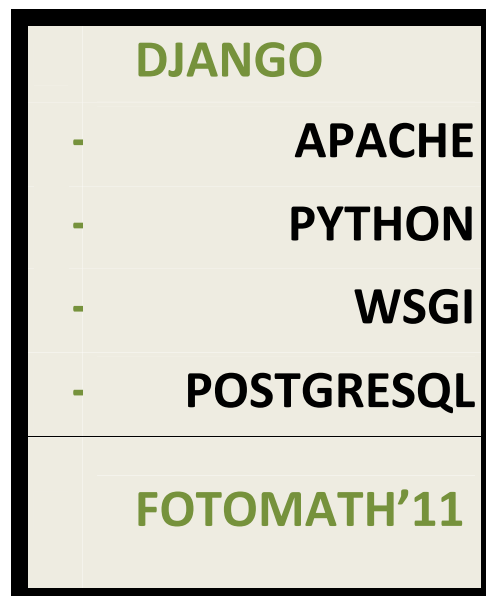 DJANGO
- APACHE
- PYTHON
- WSGI
- POSTGRESQL
FOTOMATH’11